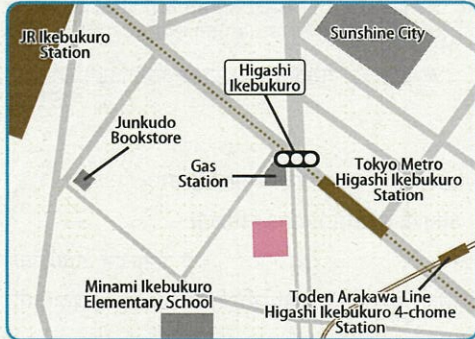 JR Ikebukuro
Station
Sunshine City
Higashi
Ikebukuro
Junkudo
Bookstore
Gas
Station
Tokyo Metro
Higashi Ikebukuro
Station
Minami Ikebukuro
Elementary School
Toden Arakawa Line
Higashi Ikebukuro 4-chome
Station